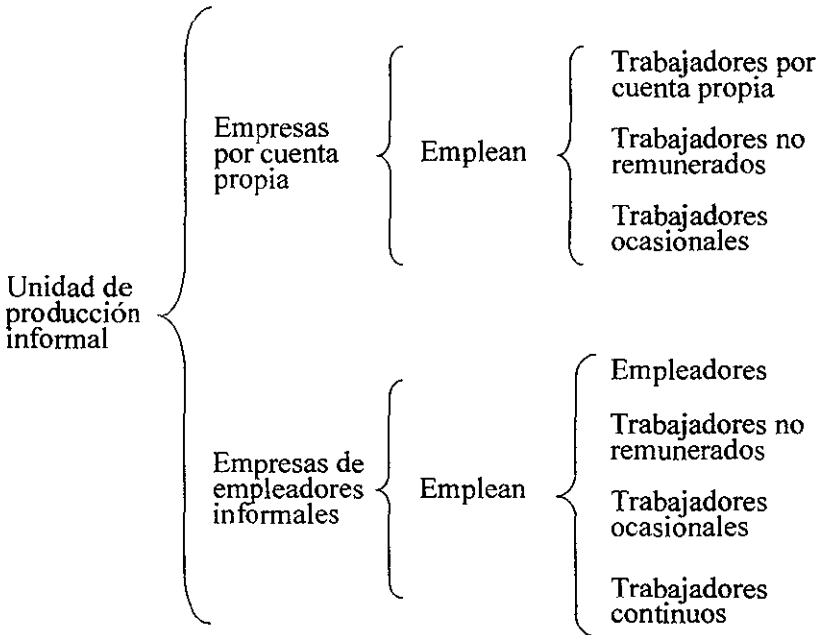 Unidad de
producción
informal
Empresas
por cuenta
propia
Emplean
Trabajadores por
cuenta propia
Trabajadores no
remunerados
Trabajadores
ocasionales
Empresas de
empleadores
informales
Emplean
Empleadores
Trabajadores no
remunerados
Trabajadores
ocasionales
Trabajadores
continuos